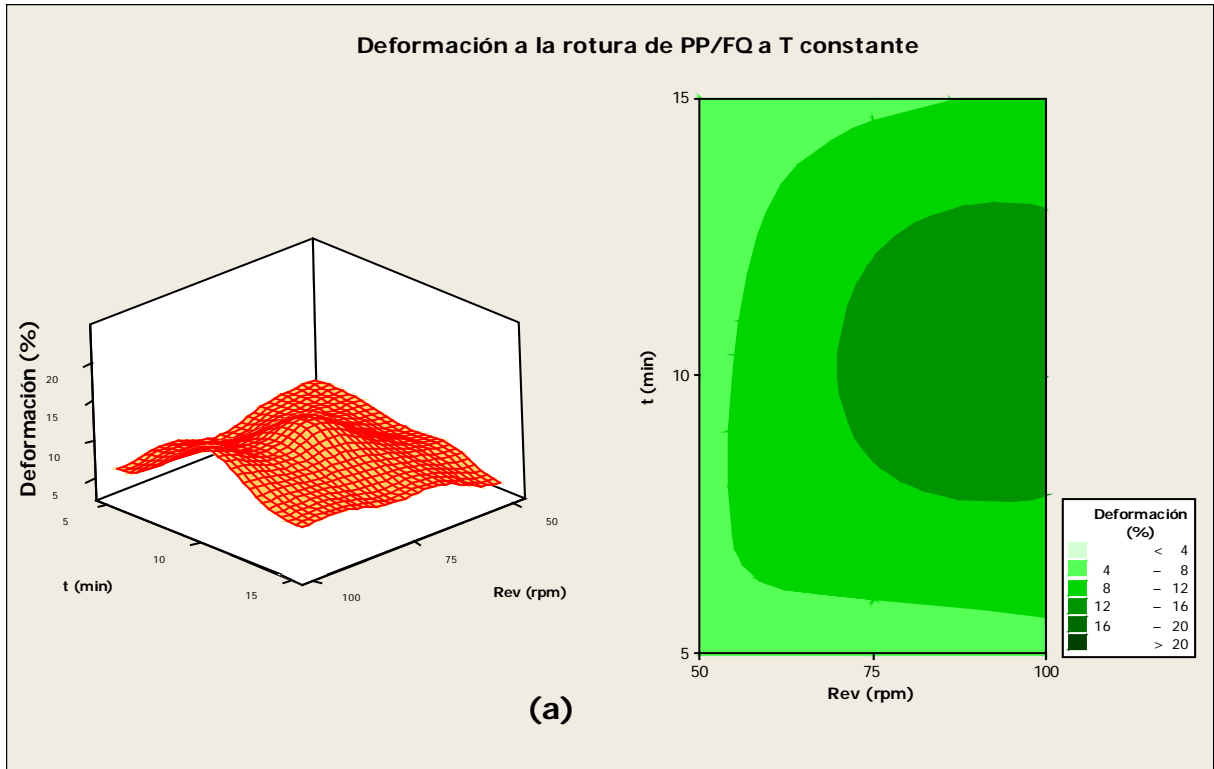 Deformación a la rotura de PP/FQ a T constante
Deformación (%)
20
15
10
5
5
10
15
t (min)
50
75
100
Rev (rpm)
15
10
5
t (min)
50
75
100
Rev (rpm)
Deformación
(%)
< 4
4 – 8
8 – 12
12 – 16
16 – 20
> 20
(a)